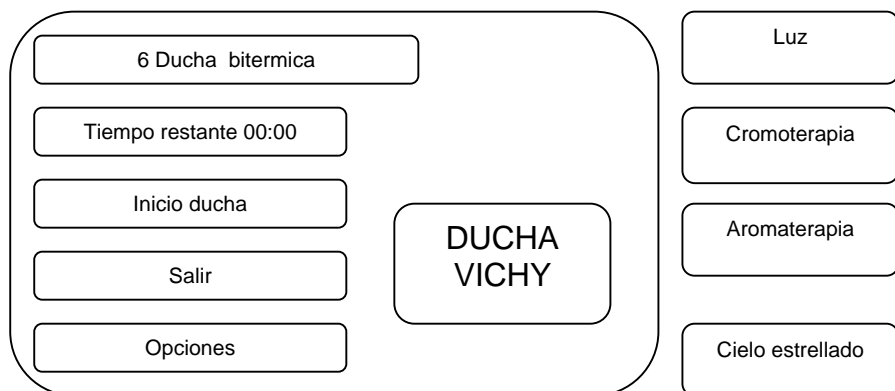 6 Ducha  bitermica
Tiempo restante 00:00
Inicio ducha
Salir
Opciones
DUCHA
VICHY
Luz
Cromoterapia
Aromaterapia
Cielo estrellado